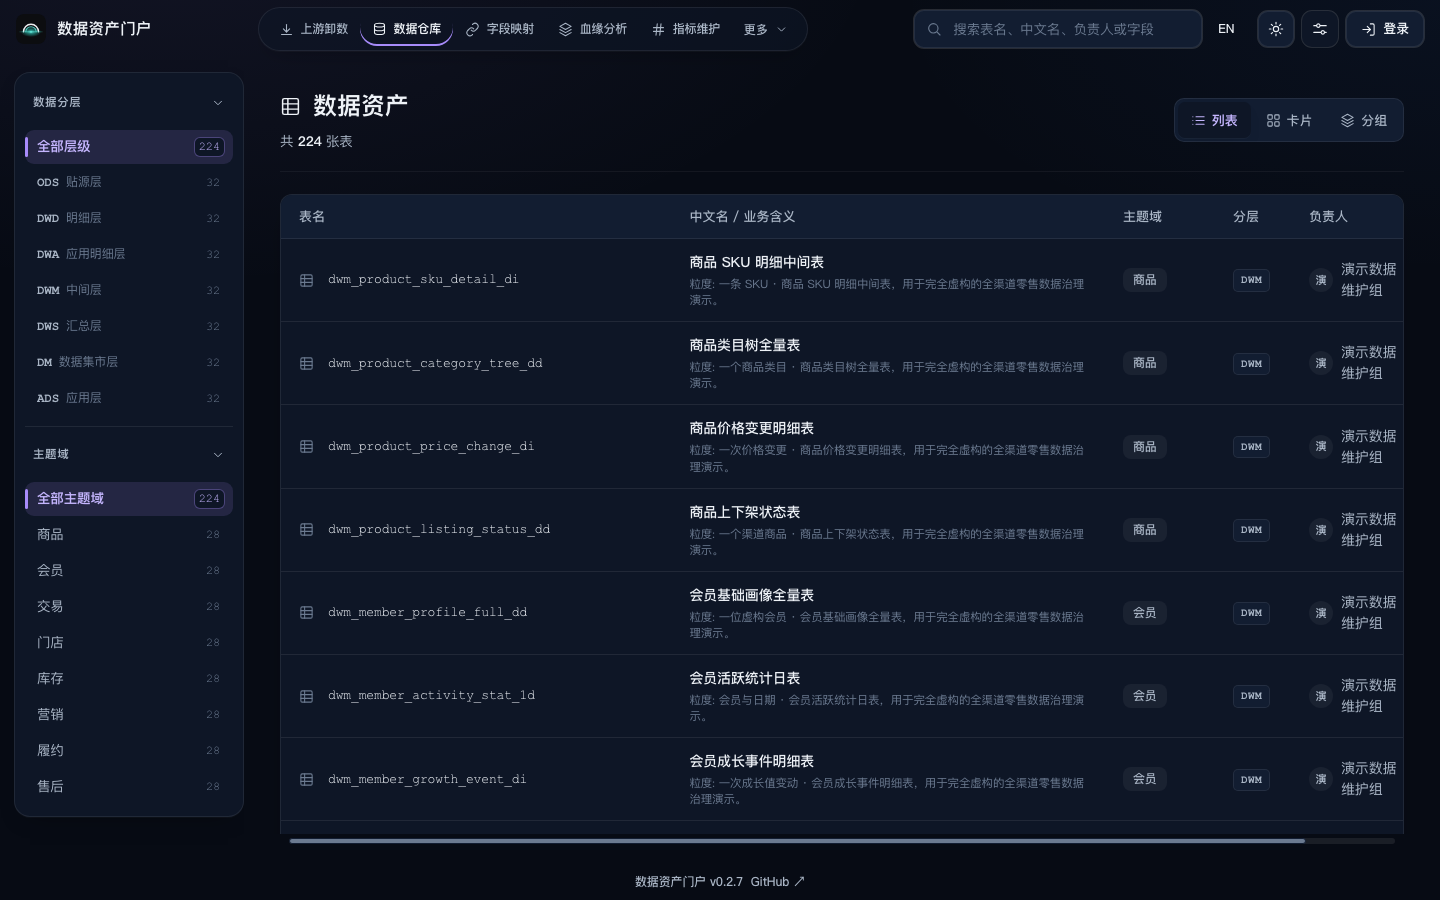 数据资产门户
上游卸数
数据仓库
字段映射
血缘分析
指标维护
更多
搜索表名、中文名、负责人或字段
EN
登录
数据分层
全部层级 224
ODS 贴源层 32
DWD 明细层 32
DWA 应用明细层 32
DWM 中间层 32
DWS 汇总层 32
DM 数据集市层 32
ADS 应用层 32
主题域
全部主题域 224
商品 28
会员 28
交易 28
门店 28
库存 28
营销 28
履约 28
售后 28
数据资产
共 224 张表
列表
卡片
分组
表名 中文名 / 业务含义 主题域 分层 负责人
dwm_product_sku_detail_di
商品 SKU 明细中间表
粒度: 一条 SKU · 商品 SKU 明细中间表，用于完全虚构的全渠道零售数据治理
演示。
商品
DWM
演
演示数据
维护组
dwm_product_category_tree_dd
商品类目树全量表
粒度: 一个商品类目 · 商品类目树全量表，用于完全虚构的全渠道零售数据治理
演示。
商品
DWM
演
演示数据
维护组
dwm_product_price_change_di
商品价格变更明细表
粒度: 一次价格变更 · 商品价格变更明细表，用于完全虚构的全渠道零售数据治
理演示。
商品
DWM
演
演示数据
维护组
dwm_product_listing_status_dd
商品上下架状态表
粒度: 一个渠道商品 · 商品上下架状态表，用于完全虚构的全渠道零售数据治理
演示。
商品
DWM
演
演示数据
维护组
dwm_member_profile_full_dd
会员基础画像全量表
粒度: 一位虚构会员 · 会员基础画像全量表，用于完全虚构的全渠道零售数据治
理演示。
会员
DWM
演
演示数据
维护组
dwm_member_activity_stat_1d
会员活跃统计日表
粒度: 会员与日期 · 会员活跃统计日表，用于完全虚构的全渠道零售数据治理演
示。
会员
DWM
演
演示数据
维护组
dwm_member_growth_event_di
会员成长事件明细表
粒度: 一次成长值变动 · 会员成长事件明细表，用于完全虚构的全渠道零售数据
治理演示。
会员
DWM
演
演示数据
维护组
数据资产门户 v0.2.7 GitHub ↗